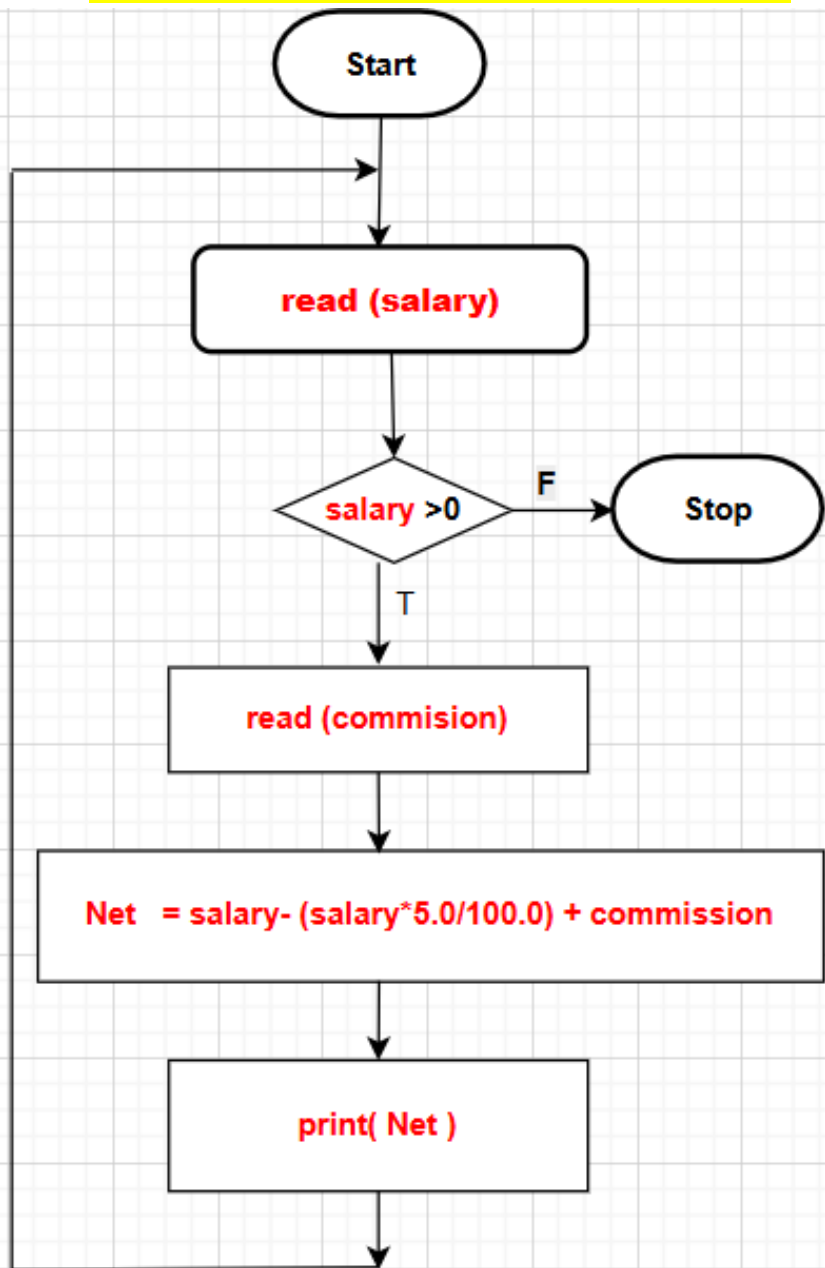 Start
read (salary)
salary >0
F
Stop
T
read (commision)
Net = salary- (salary*5.0/100.0) + commission
print( Net )